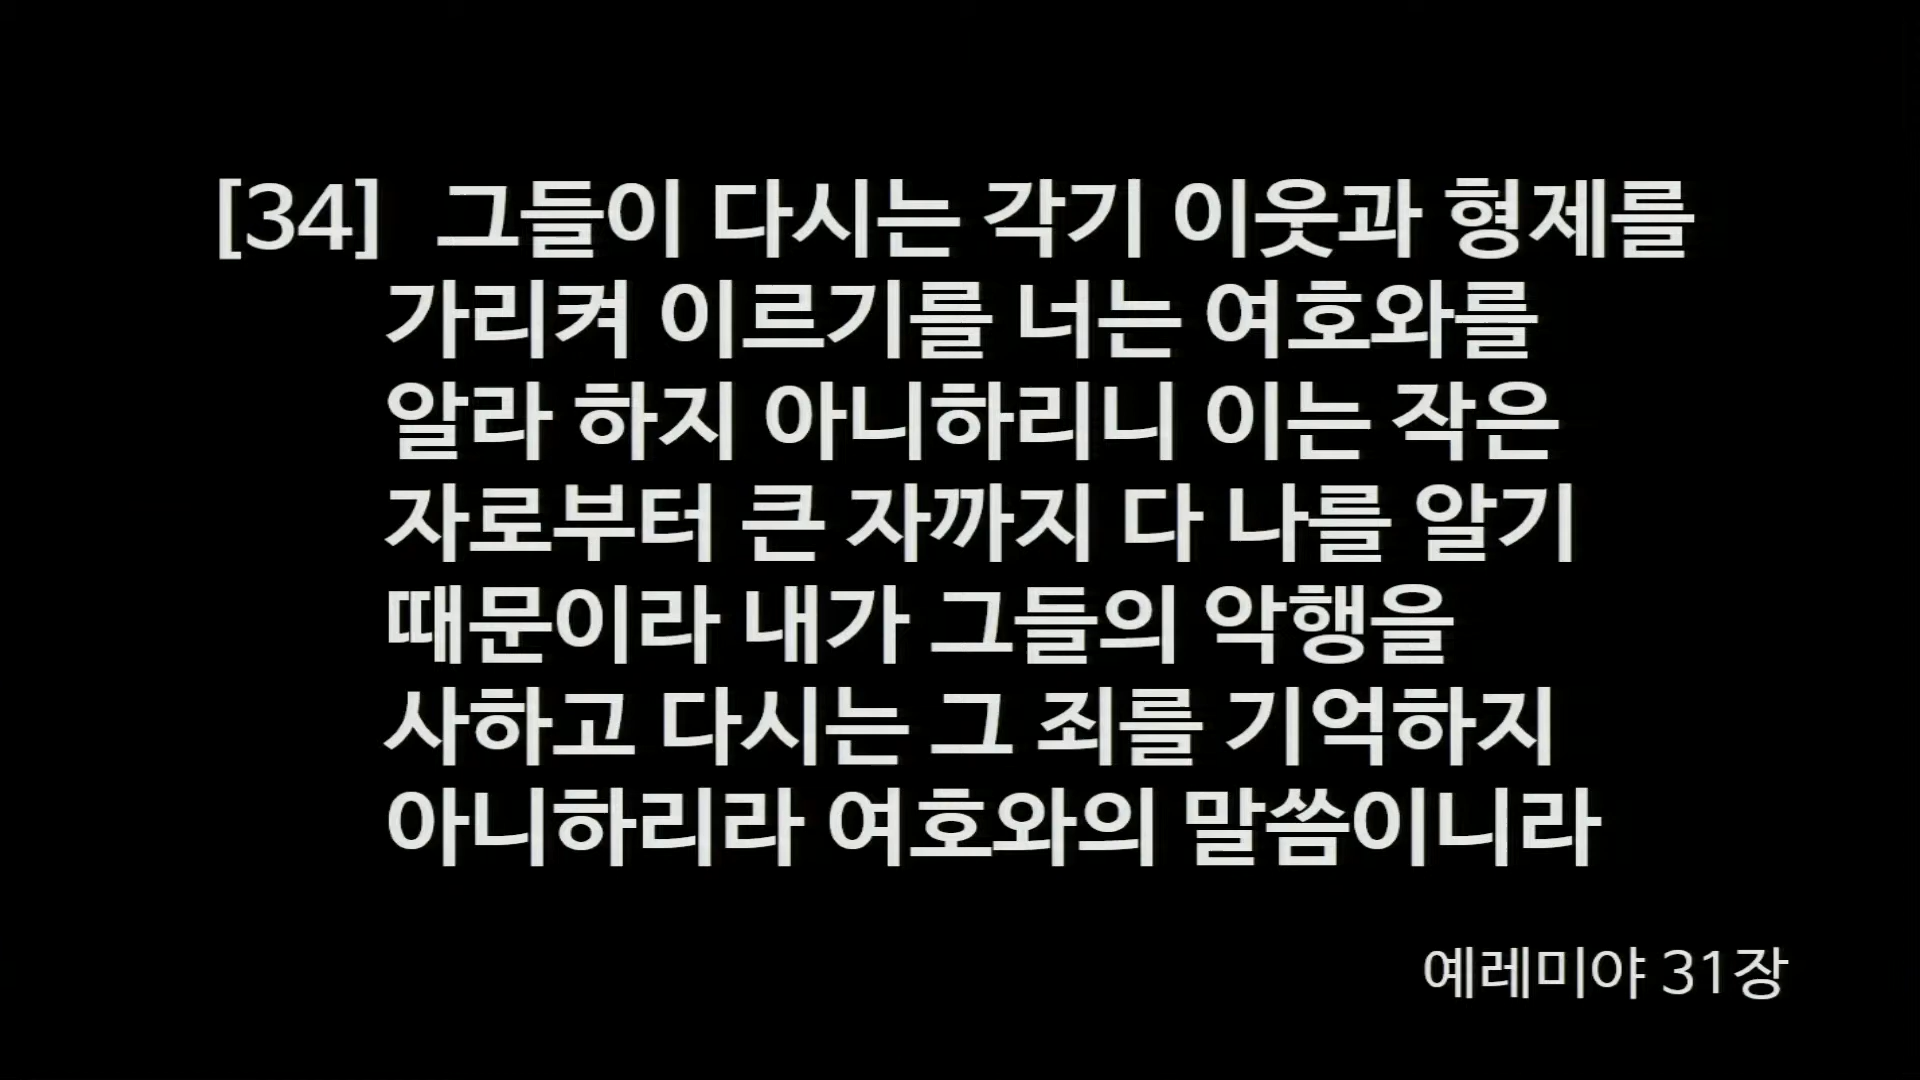 [34] 그들이 다시는 각기 이웃과 형제를
가리켜 이르기를 너는 여호와를
알라 하지 아니하리니 이는 작은
자로부터 큰 자까지 다 나를 알기
때문이라 내가 그들의 악행을
사하고 다시는 그 죄를 기억하지
아니하리라 여호와의 말씀이니라
예레미야 31장